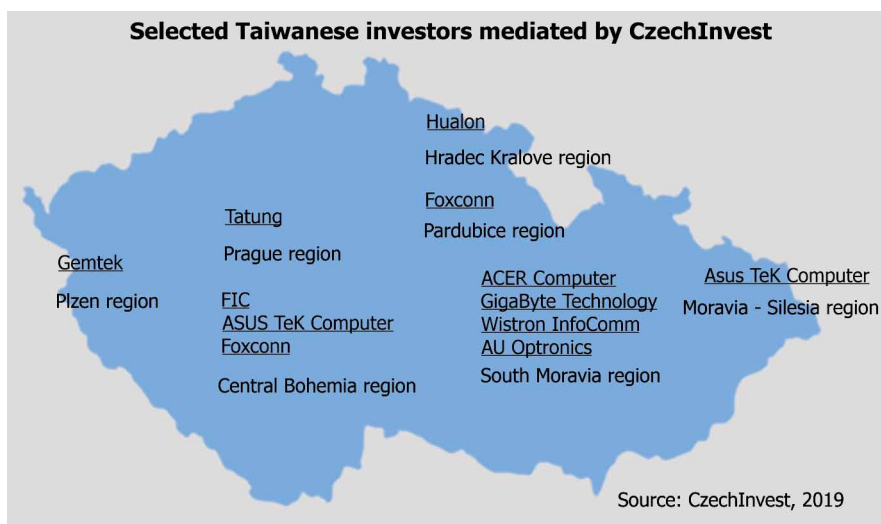 Selected Taiwanese investors mediated by CzechInvest
Hualon
Hradec Kralove region
Foxconn
Pardubice region
Tatung
Prague region
Gemtek
Plzen region
FIC
ASUS TeK Computer
Foxconn
Central Bohemia region
ACER Computer
GigaByte Technology
Wistron InfoComm
AU Optronics
South Moravia region
Asus TeK Computer
Moravia - Silesia region
Source: CzechInvest, 2019